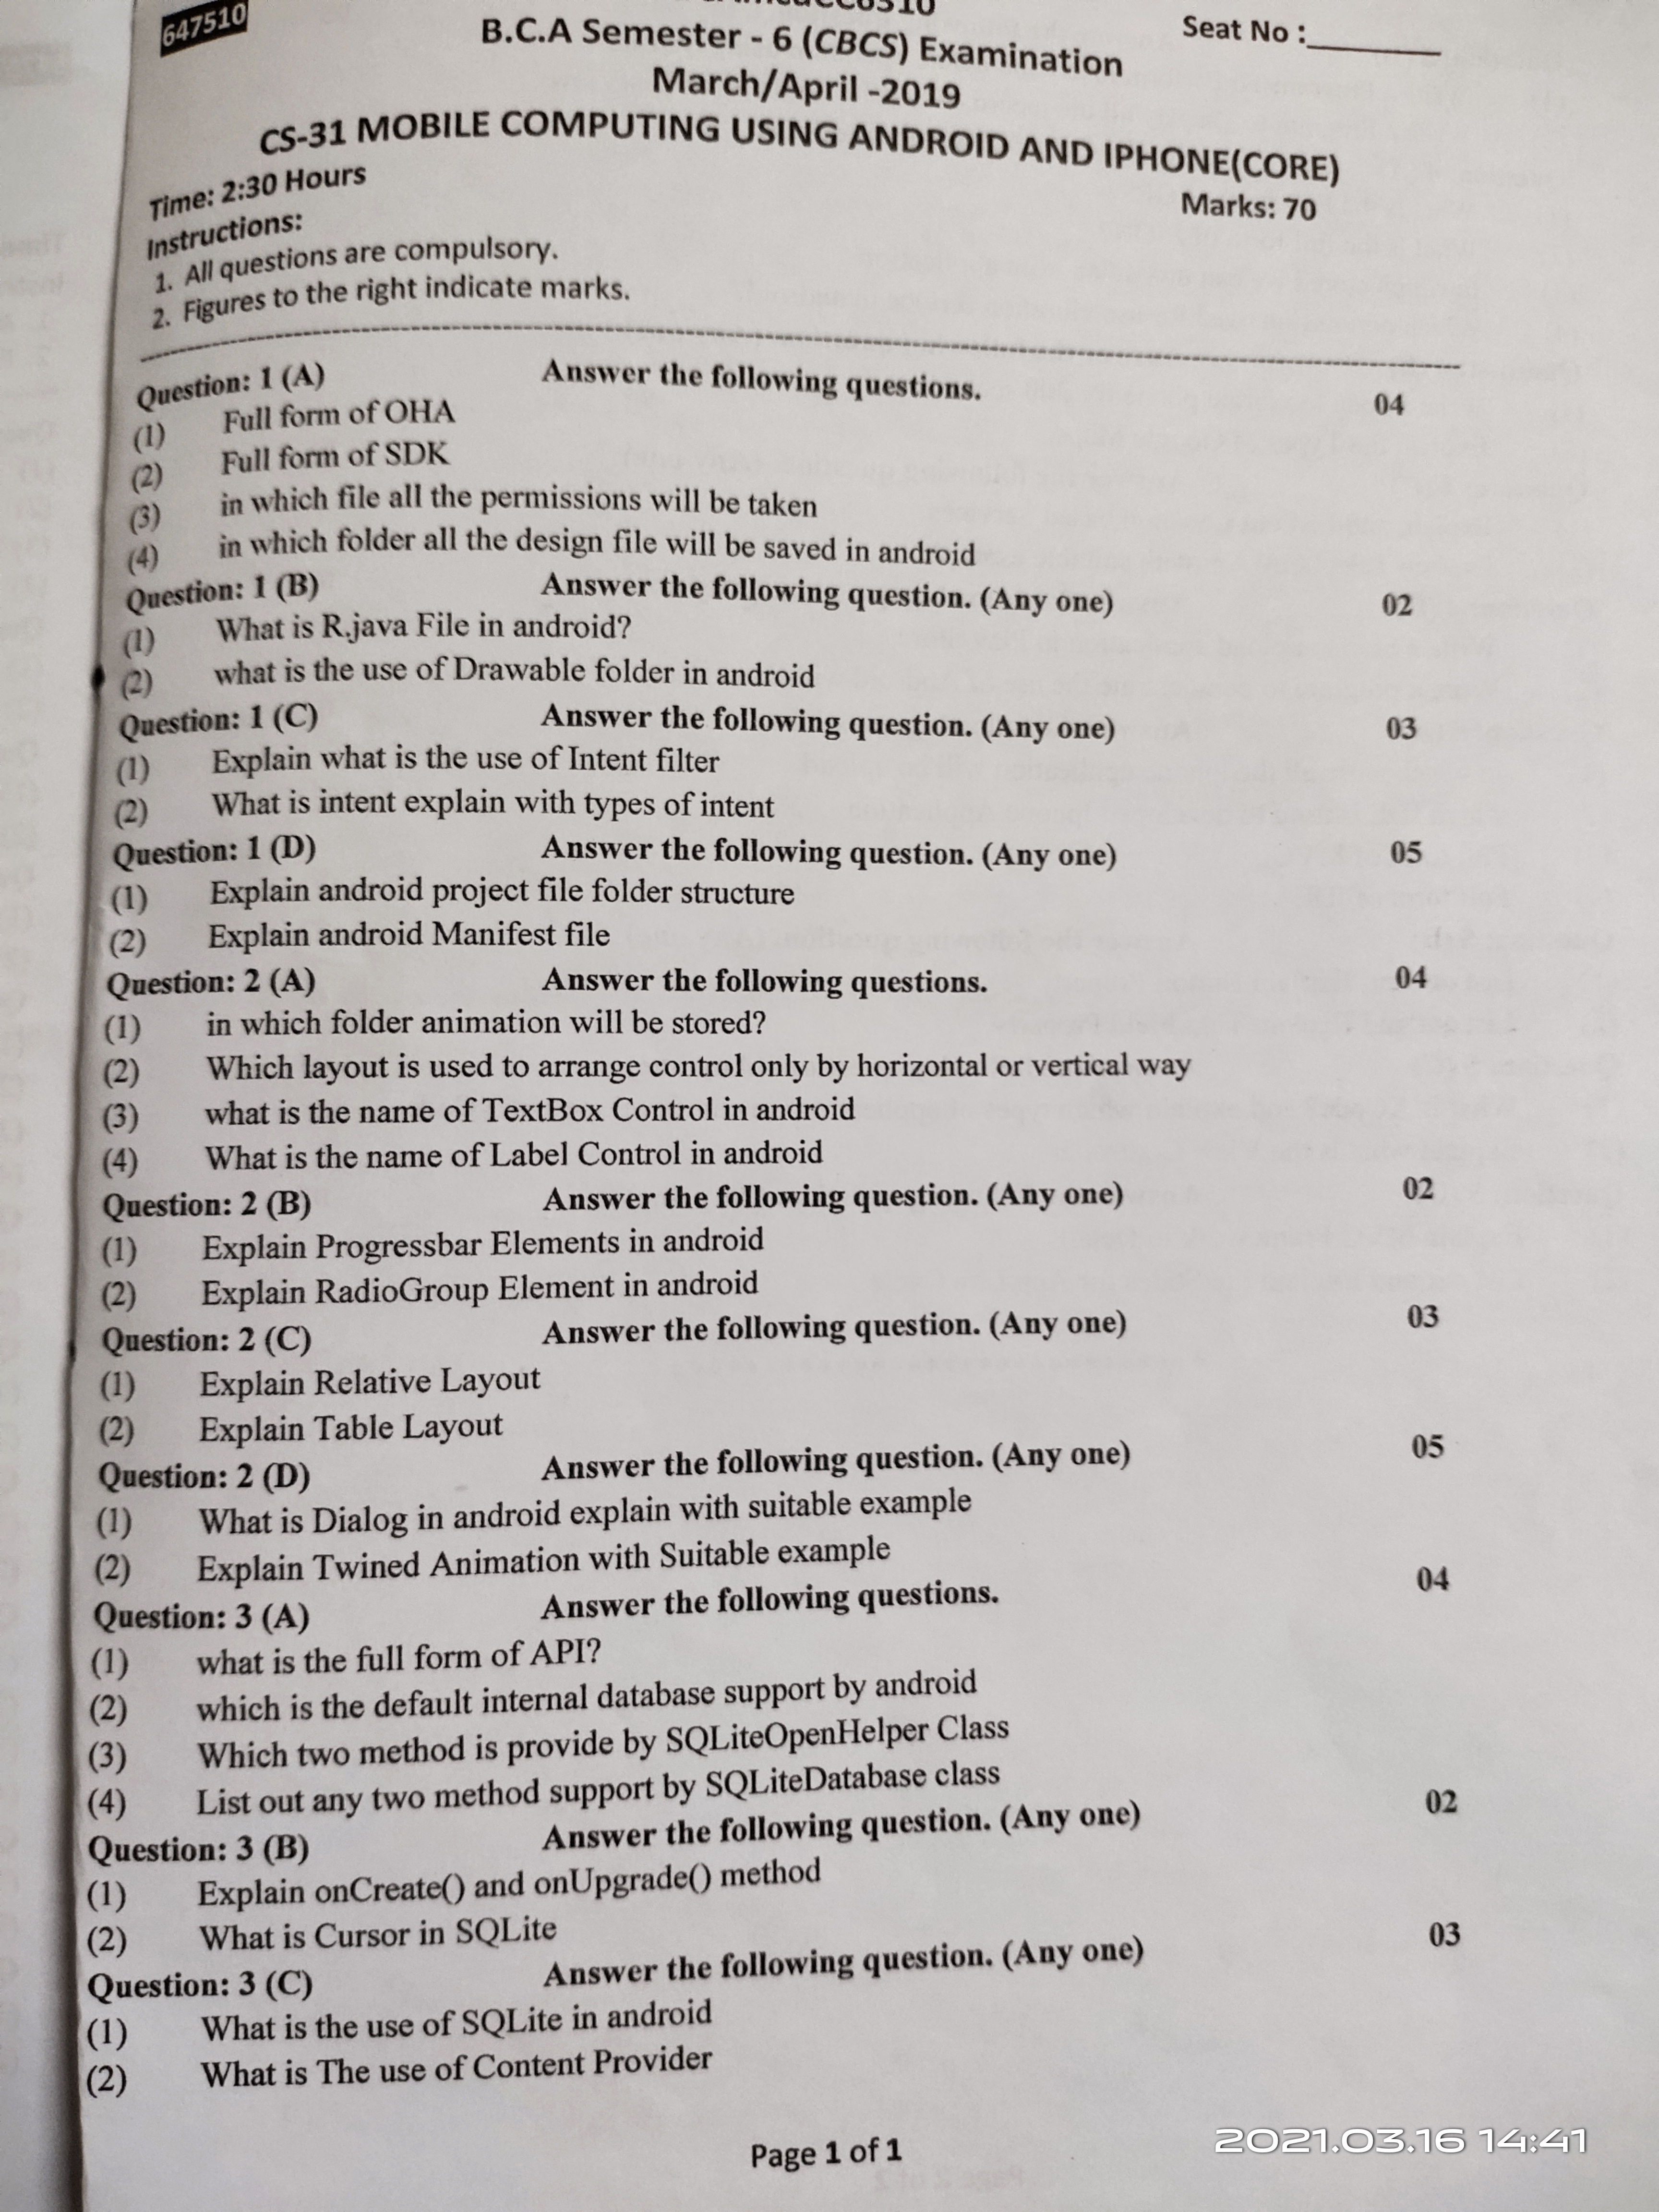 647510
B.C.A Semester - 6 (CBCS) Examination
Seat No :________
March/April -2019
CS-31 MOBILE COMPUTING USING ANDROID AND IPHONE(CORE)
Time: 2:30 Hours
Marks: 70
Instructions:
1. All questions are compulsory.
2. Figures to the right indicate marks.
Question: 1 (A) Answer the following questions. 04
(1) Full form of OHA
(2) Full form of SDK
(3) in which file all the permissions will be taken
(4) in which folder all the design file will be saved in android
Question: 1 (B) Answer the following question. (Any one) 02
(1) What is R.java File in android?
(2) what is the use of Drawable folder in android
Question: 1 (C) Answer the following question. (Any one) 03
(1) Explain what is the use of Intent filter
(2) What is intent explain with types of intent
Question: 1 (D) Answer the following question. (Any one) 05
(1) Explain android project file folder structure
(2) Explain android Manifest file
Question: 2 (A) Answer the following questions. 04
(1) in which folder animation will be stored?
(2) Which layout is used to arrange control only by horizontal or vertical way
(3) what is the name of TextBox Control in android
(4) What is the name of Label Control in android
Question: 2 (B) Answer the following question. (Any one) 02
(1) Explain Progressbar Elements in android
(2) Explain RadioGroup Element in android
Question: 2 (C) Answer the following question. (Any one) 03
(1) Explain Relative Layout
(2) Explain Table Layout
Question: 2 (D) Answer the following question. (Any one) 05
(1) What is Dialog in android explain with suitable example
(2) Explain Twined Animation with Suitable example
Question: 3 (A) Answer the following questions. 04
(1) what is the full form of API?
(2) which is the default internal database support by android
(3) Which two method is provide by SQLiteOpenHelper Class
(4) List out any two method support by SQLiteDatabase class
Question: 3 (B) Answer the following question. (Any one) 02
(1) Explain onCreate() and onUpgrade() method
(2) What is Cursor in SQLite
Question: 3 (C) Answer the following question. (Any one) 03
(1) What is the use of SQLite in android
(2) What is The use of Content Provider
Page 1 of 1
2021.03.16 14:41